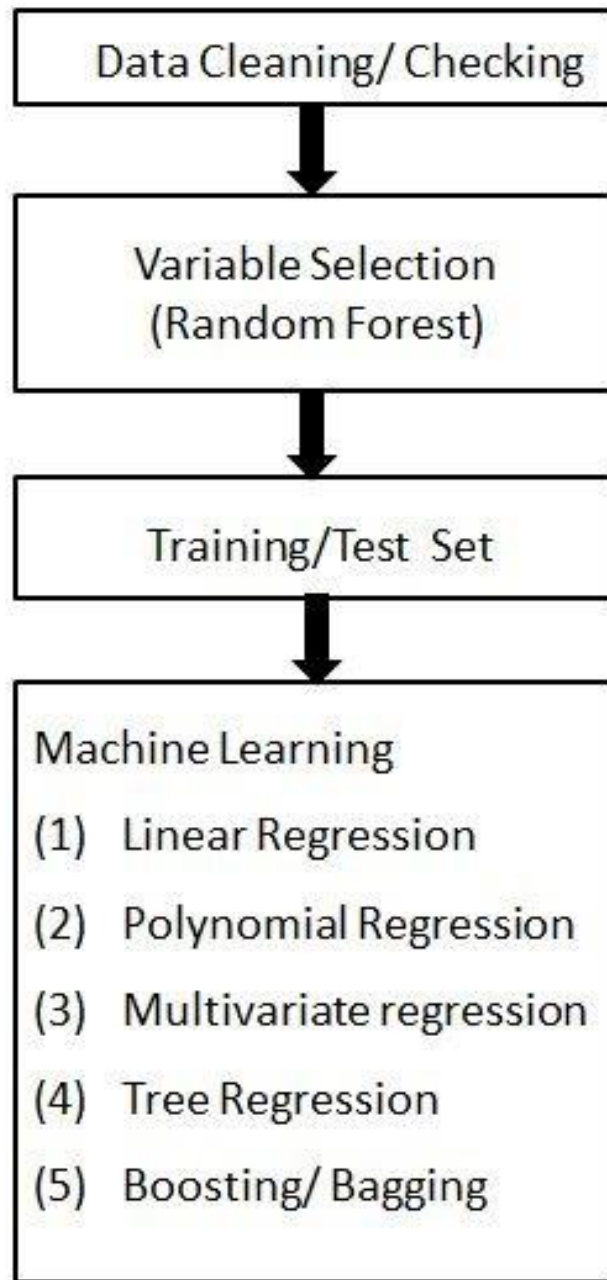 Data Cleaning/ Checking
Variable Selection
(Random Forest)
Training/Test Set
Machine Learning
(1) Linear Regression
(2) Polynomial Regression
(3) Multivariate regression
(4) Tree Regression
(5) Boosting/ Bagging